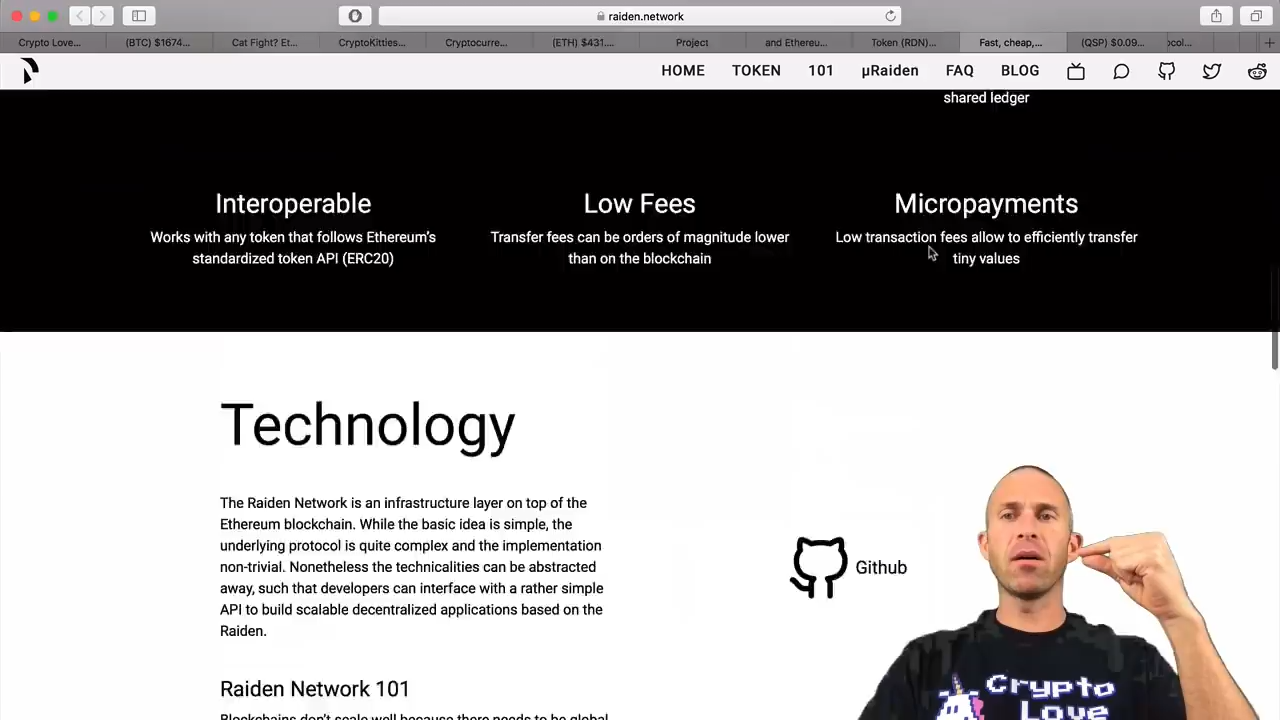 raiden.network
Crypto Love...
(BTC) $1674...
Cat Fight? Et...
CryptoKitties...
Cryptocurre...
(ETH) $431....
Project
and Ethereu...
Token (RDN)...
Fast, cheap,...
(QSP) $0.09...
ocol...
HOME
TOKEN
101
µRaiden
FAQ
BLOG
shared ledger
Interoperable
Works with any token that follows Ethereum’s
standardized token API (ERC20)
Low Fees
Transfer fees can be orders of magnitude lower
than on the blockchain
Micropayments
Low transaction fees allow to efficiently transfer
tiny values
Technology
The Raiden Network is an infrastructure layer on top of the
Ethereum blockchain. While the basic idea is simple, the
underlying protocol is quite complex and the implementation
non-trivial. Nonetheless the technicalities can be abstracted
away, such that developers can interface with a rather simple
API to build scalable decentralized applications based on the
Raiden.
Github
Raiden Network 101
Blockchains don’t scale well because there needs to be global
Crypto
Love